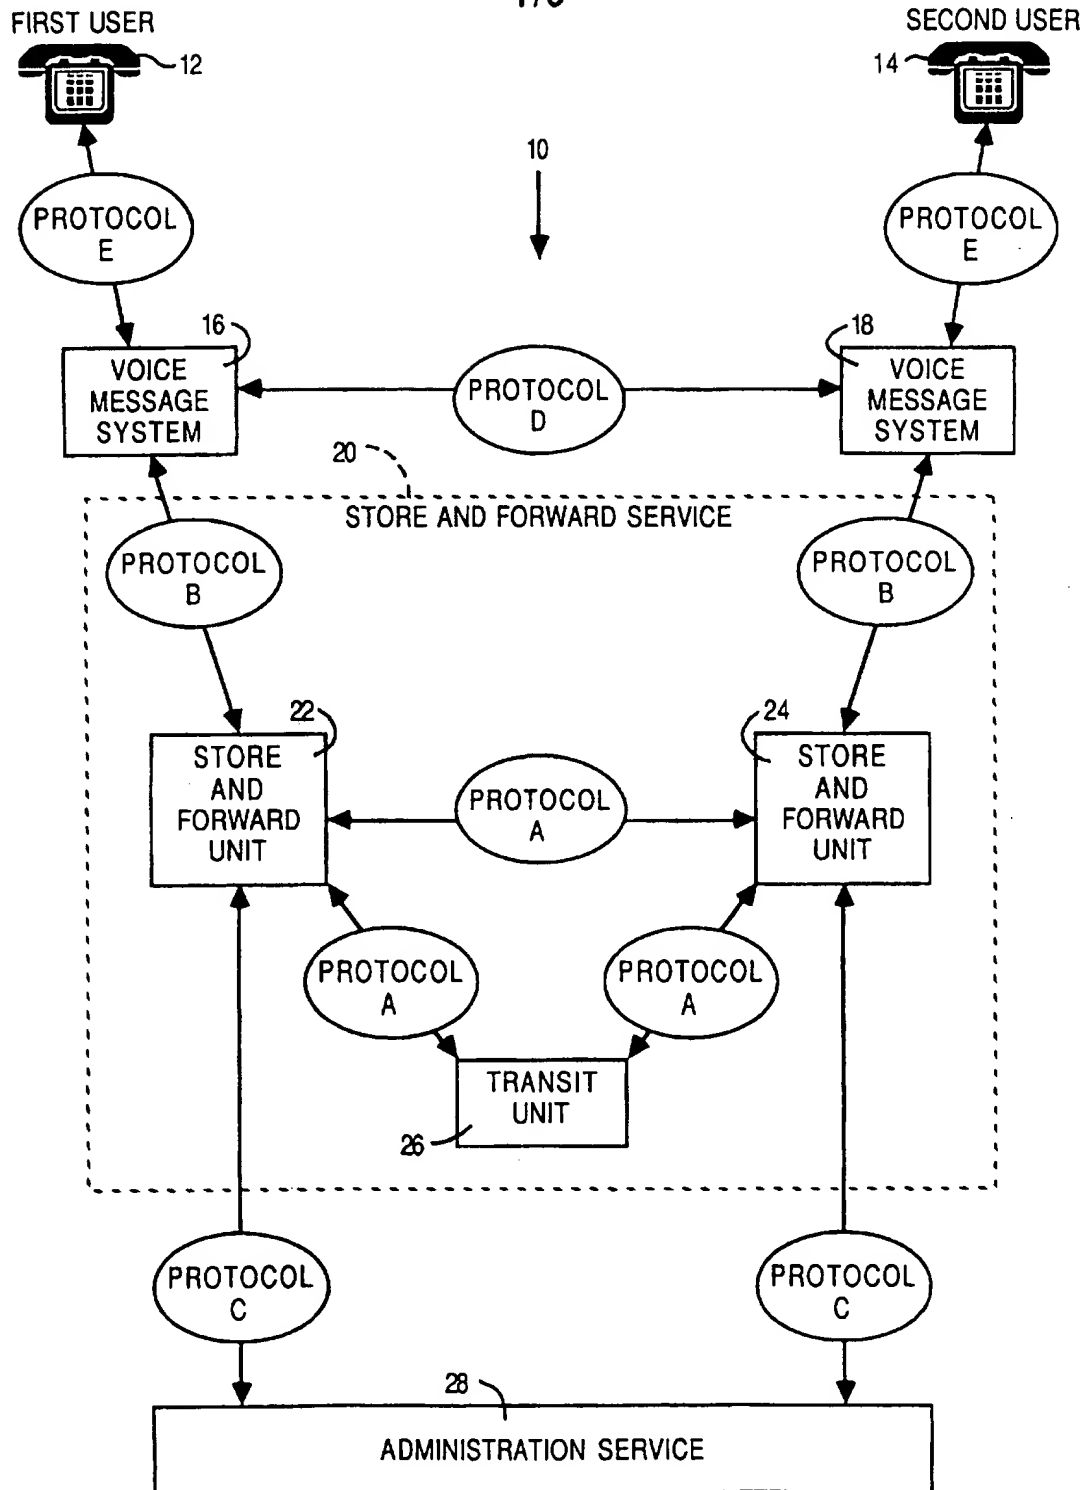 FIRST USER
SECOND USER
12
14
10
PROTOCOL
E
PROTOCOL
E
16
18
VOICE
MESSAGE
SYSTEM
PROTOCOL
D
VOICE
MESSAGE
SYSTEM
20
STORE AND FORWARD SERVICE
PROTOCOL
B
PROTOCOL
B
22
24
STORE
AND
FORWARD
UNIT
PROTOCOL
A
STORE
AND
FORWARD
UNIT
PROTOCOL
A
PROTOCOL
A
TRANSIT
UNIT
26
PROTOCOL
C
PROTOCOL
C
28
ADMINISTRATION SERVICE